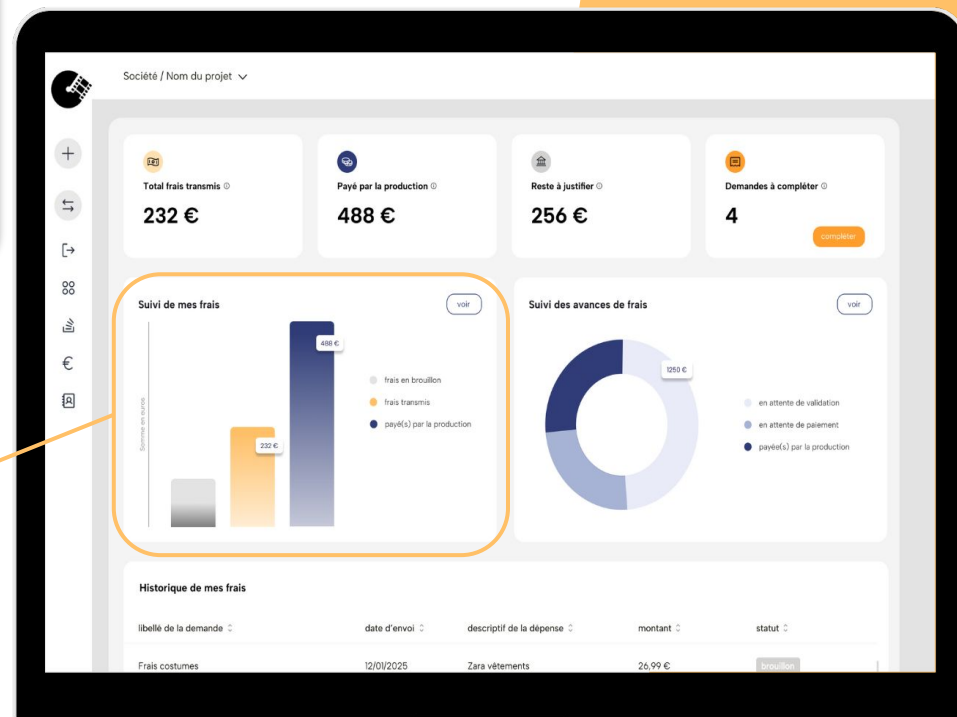 Société / Nom du projet
Total frais transmis
232 €
Payé par la production
488 €
Reste à justifier
256 €
Demandes à compléter
4
compléter
Suivi de mes frais
voir
Somme en euros
488 €
232 €
frais en brouillon
frais transmis
payé(s) par la production
Suivi des avances de frais
voir
1250 €
en attente de validation
en attente de paiement
payée(s) par la production
Historique de mes frais
libellé de la demande
date d'envoi
descriptif de la dépense
montant
statut
Frais costumes
12/01/2025
Zara vêtements
26,99 €
brouillon